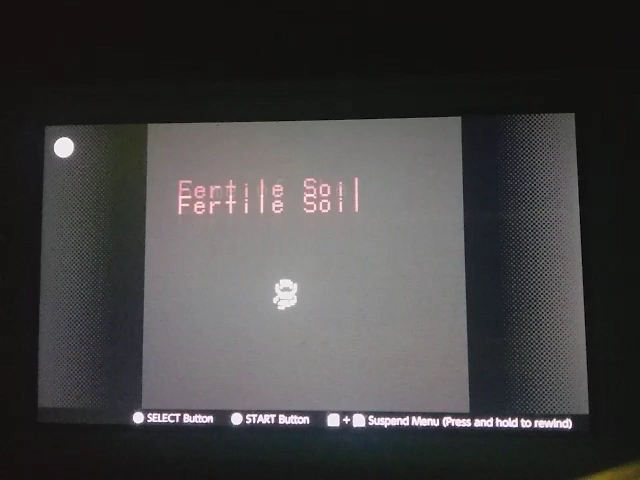 Fertile Soil
Fertile Soil
SELECT Button START Button + Suspend Menu (Press and hold to rewind)